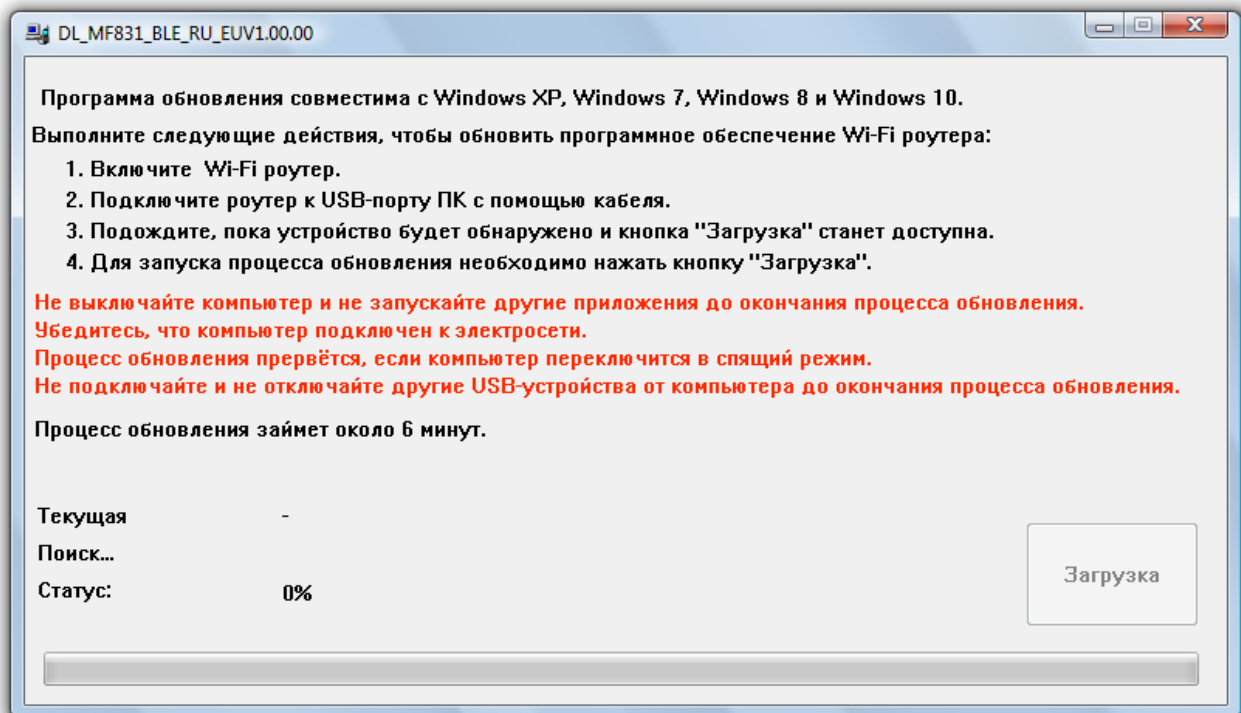 DL_MF831_BLE_RU_EUV1.00.00
Программа обновления совместима с Windows XP, Windows 7, Windows 8 и Windows 10.
Выполните следующие действия, чтобы обновить программное обеспечение Wi-Fi роутера:
1. Включите Wi-Fi роутер.
2. Подключите роутер к USB-порту ПК с помощью кабеля.
3. Подождите, пока устройство будет обнаружено и кнопка "Загрузка" станет доступна.
4. Для запуска процесса обновления необходимо нажать кнопку "Загрузка".
Не выключайте компьютер и не запускайте другие приложения до окончания процесса обновления.
Убедитесь, что компьютер подключен к электросети.
Процесс обновления прервётся, если компьютер переключится в спящий режим.
Не подключайте и не отключайте другие USB-устройства от компьютера до окончания процесса обновления.
Процесс обновления займет около 6 минут.
Текущая -
Поиск...
Статус: 0%
Загрузка